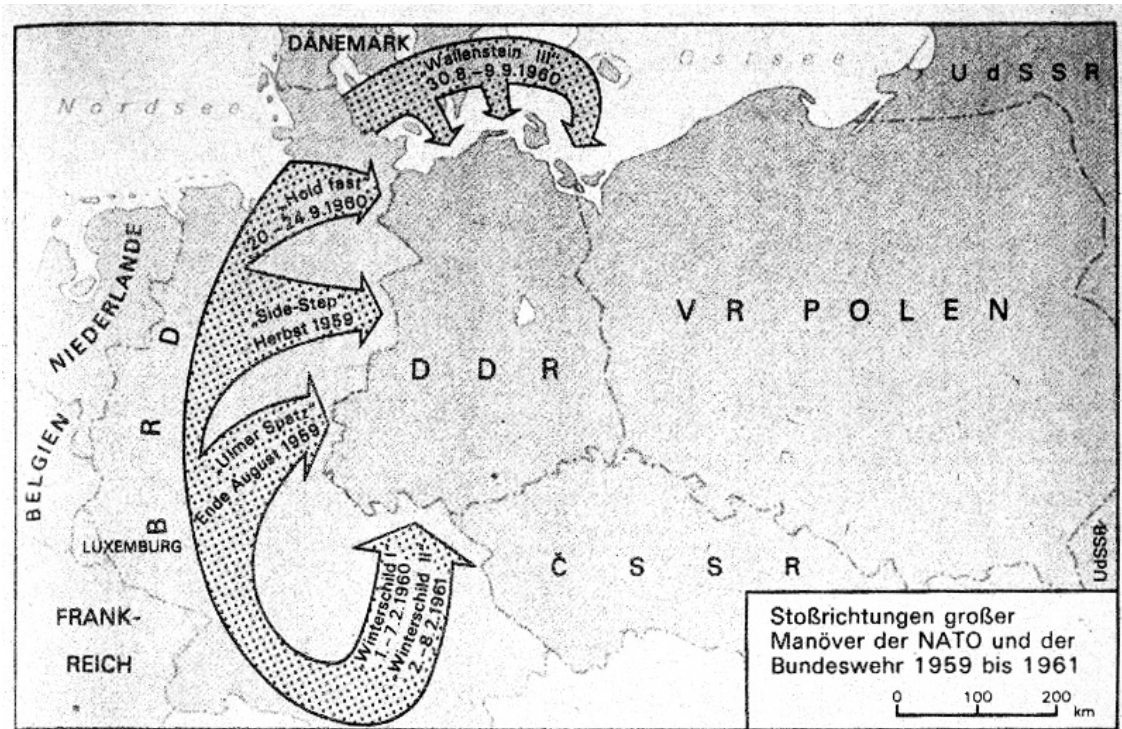 DÄNEMARK
Nordsee
Ostsee
UdSSR
„Wallenstein III“
30.8.–9.9.1960
„Hold fast“
20.–24.9.1960
„Side-Step“
Herbst 1959
„Ulmer Spatz“
Ende August 1959
„Winterschild I“
1.–7.2.1960
„Winterschild II“
2.–8.2.1961
NIEDERLANDE
BELGIEN
LUXEMBURG
FRANK-
REICH
BRD
DDR
VR POLEN
ČSSR
UdSSR
Stoßrichtungen großer
Manöver der NATO und der
Bundeswehr 1959 bis 1961
0 100 200
km